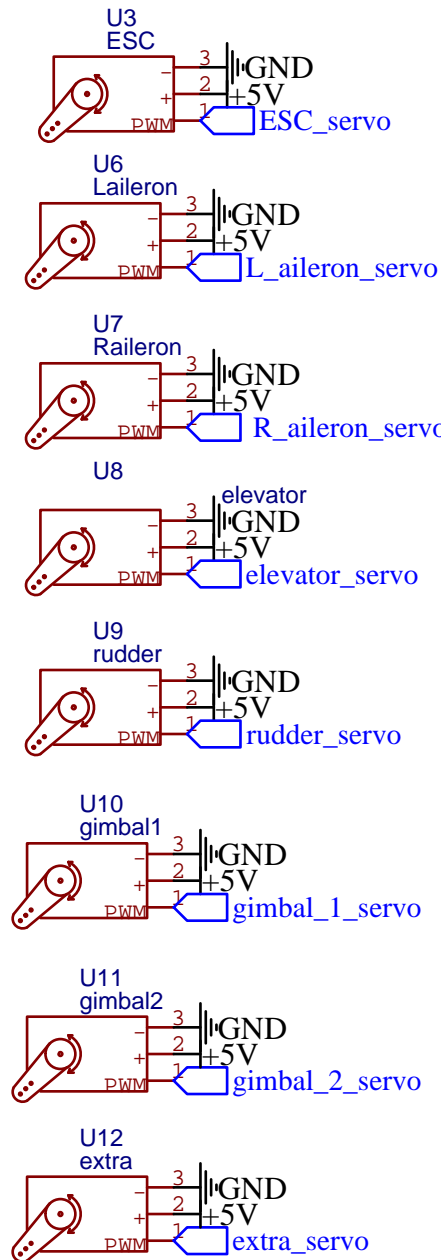 U3
ESC
- 3 GND
+ 2 +5V
PWM 1 ESC_servo
U6
Laileron
- 3 GND
+ 2 +5V
PWM 1 L_aileron_servo
U7
Raileron
- 3 GND
+ 2 +5V
PWM 1 R_aileron_servo
U8
elevator
- 3 GND
+ 2 +5V
PWM 1 elevator_servo
U9
rudder
- 3 GND
+ 2 +5V
PWM 1 rudder_servo
U10
gimbal1
- 3 GND
+ 2 +5V
PWM 1 gimbal_1_servo
U11
gimbal2
- 3 GND
+ 2 +5V
PWM 1 gimbal_2_servo
U12
extra
- 3 GND
+ 2 +5V
PWM 1 extra_servo